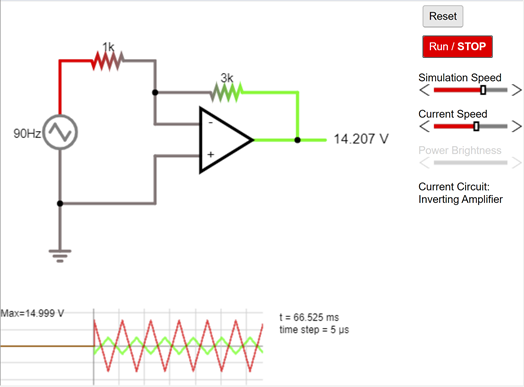 Reset
Run / STOP
Simulation Speed
Current Speed
Power Brightness
Current Circuit:
Inverting Amplifier
1k
3k
90Hz
-
+
14.207 V
Max=14.999 V
t = 66.525 ms
time step = 5 μs